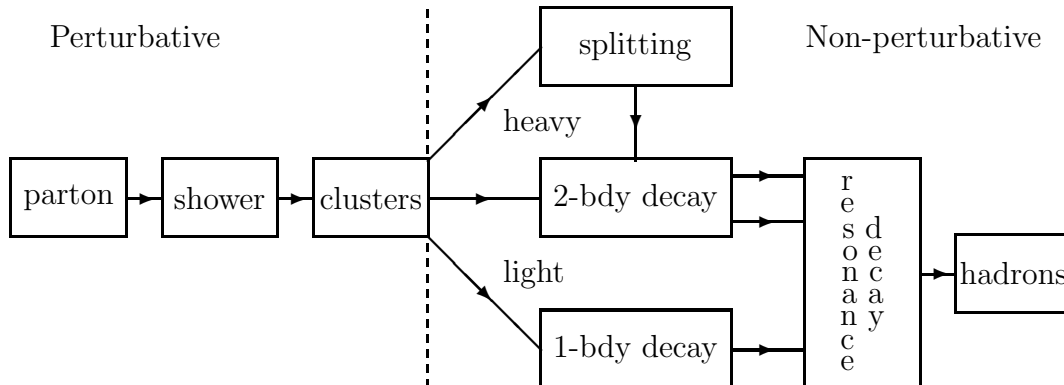 Perturbative
splitting
Non-perturbative
heavy
parton
shower
clusters
2-bdy decay
resonance
decay
hadrons
light
1-bdy decay